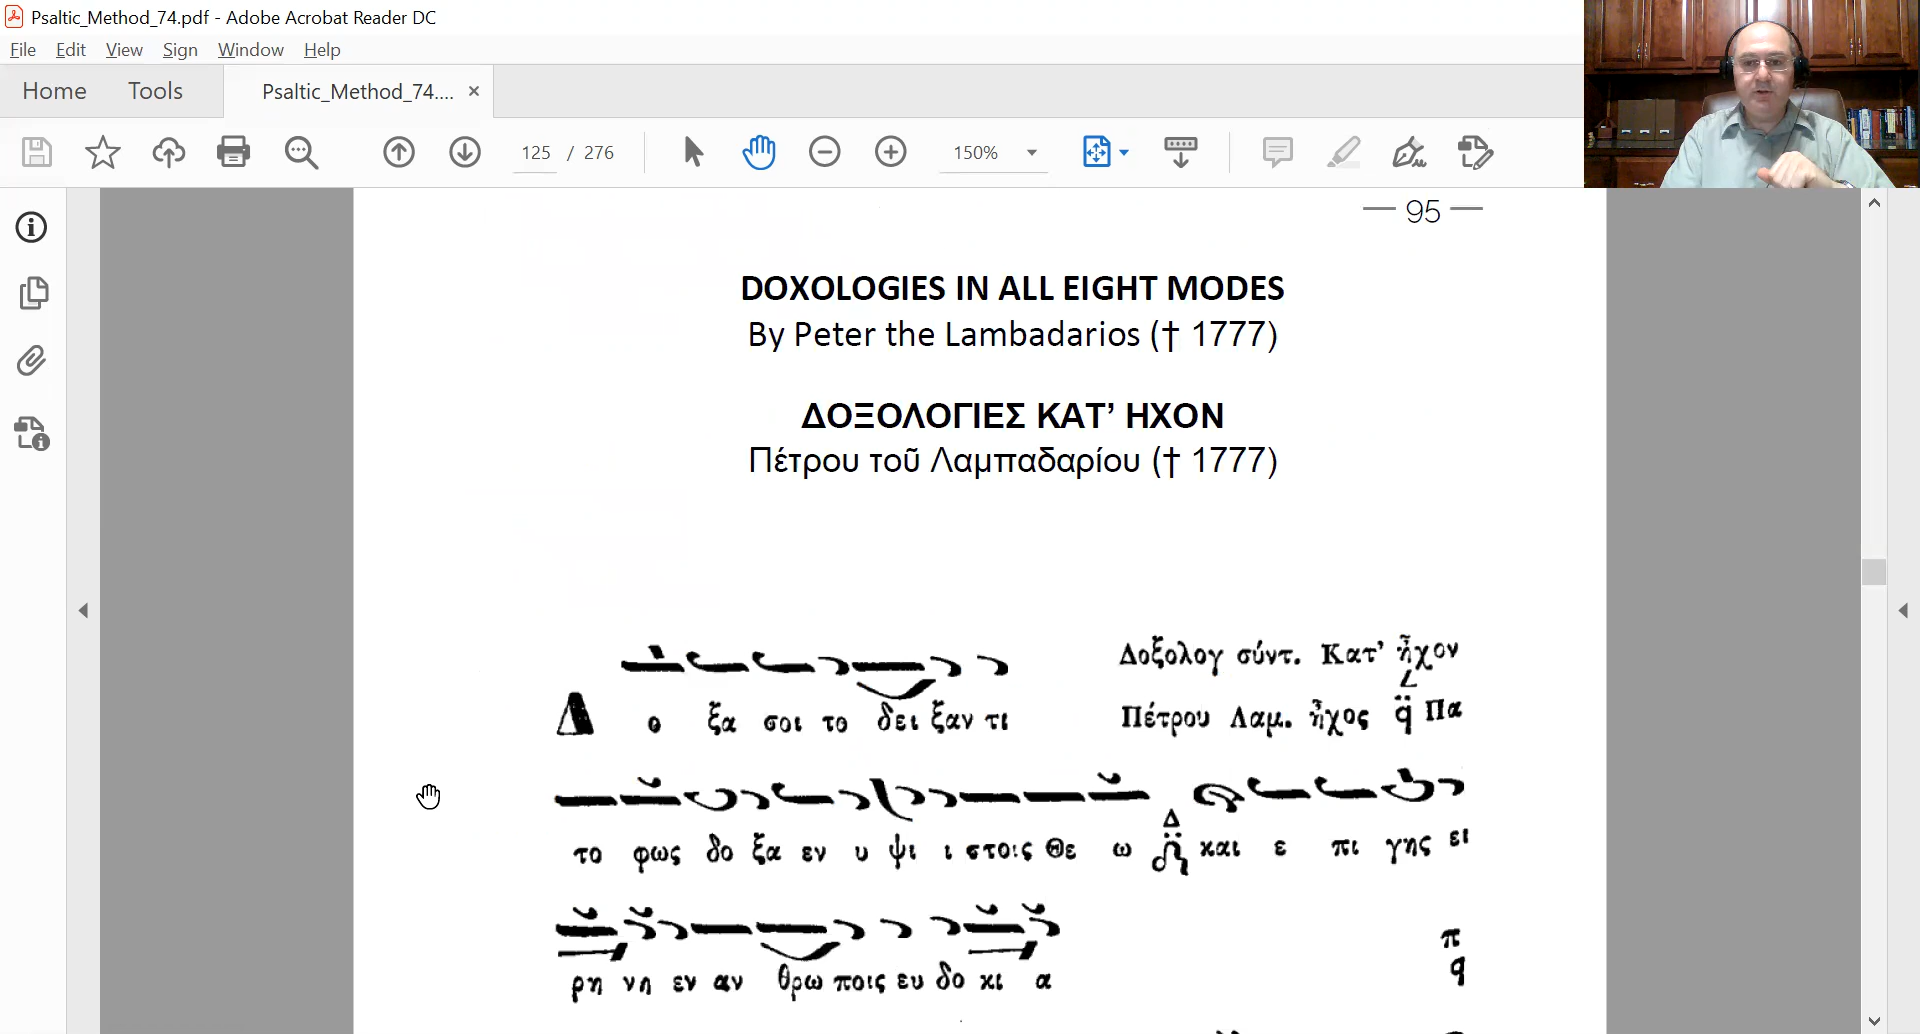 Psaltic_Method_74.pdf - Adobe Acrobat Reader DC
File Edit View Sign Window Help
Home Tools Psaltic_Method_74.... ×
125 / 276 150%
— 95 —
DOXOLOGIES IN ALL EIGHT MODES
By Peter the Lambadarios († 1777)
ΔΟΞΟΛΟΓΙΕΣ ΚΑΤ’ ΗΧΟΝ
Πέτρου τοῦ Λαμπαδαρίου († 1777)
Δοξολογ σύντ. Κατ’ ἦχον
Πέτρου Λαμ. ἦχος q̈ Πα
Δ ο ξα σοι το δει ξαν τι
το φως δο ξα εν υ ψι ι στοις Θε ω Δ και ε πι γης ει
ρη νη εν αν θρω ποις ευ δο κι α
π
q